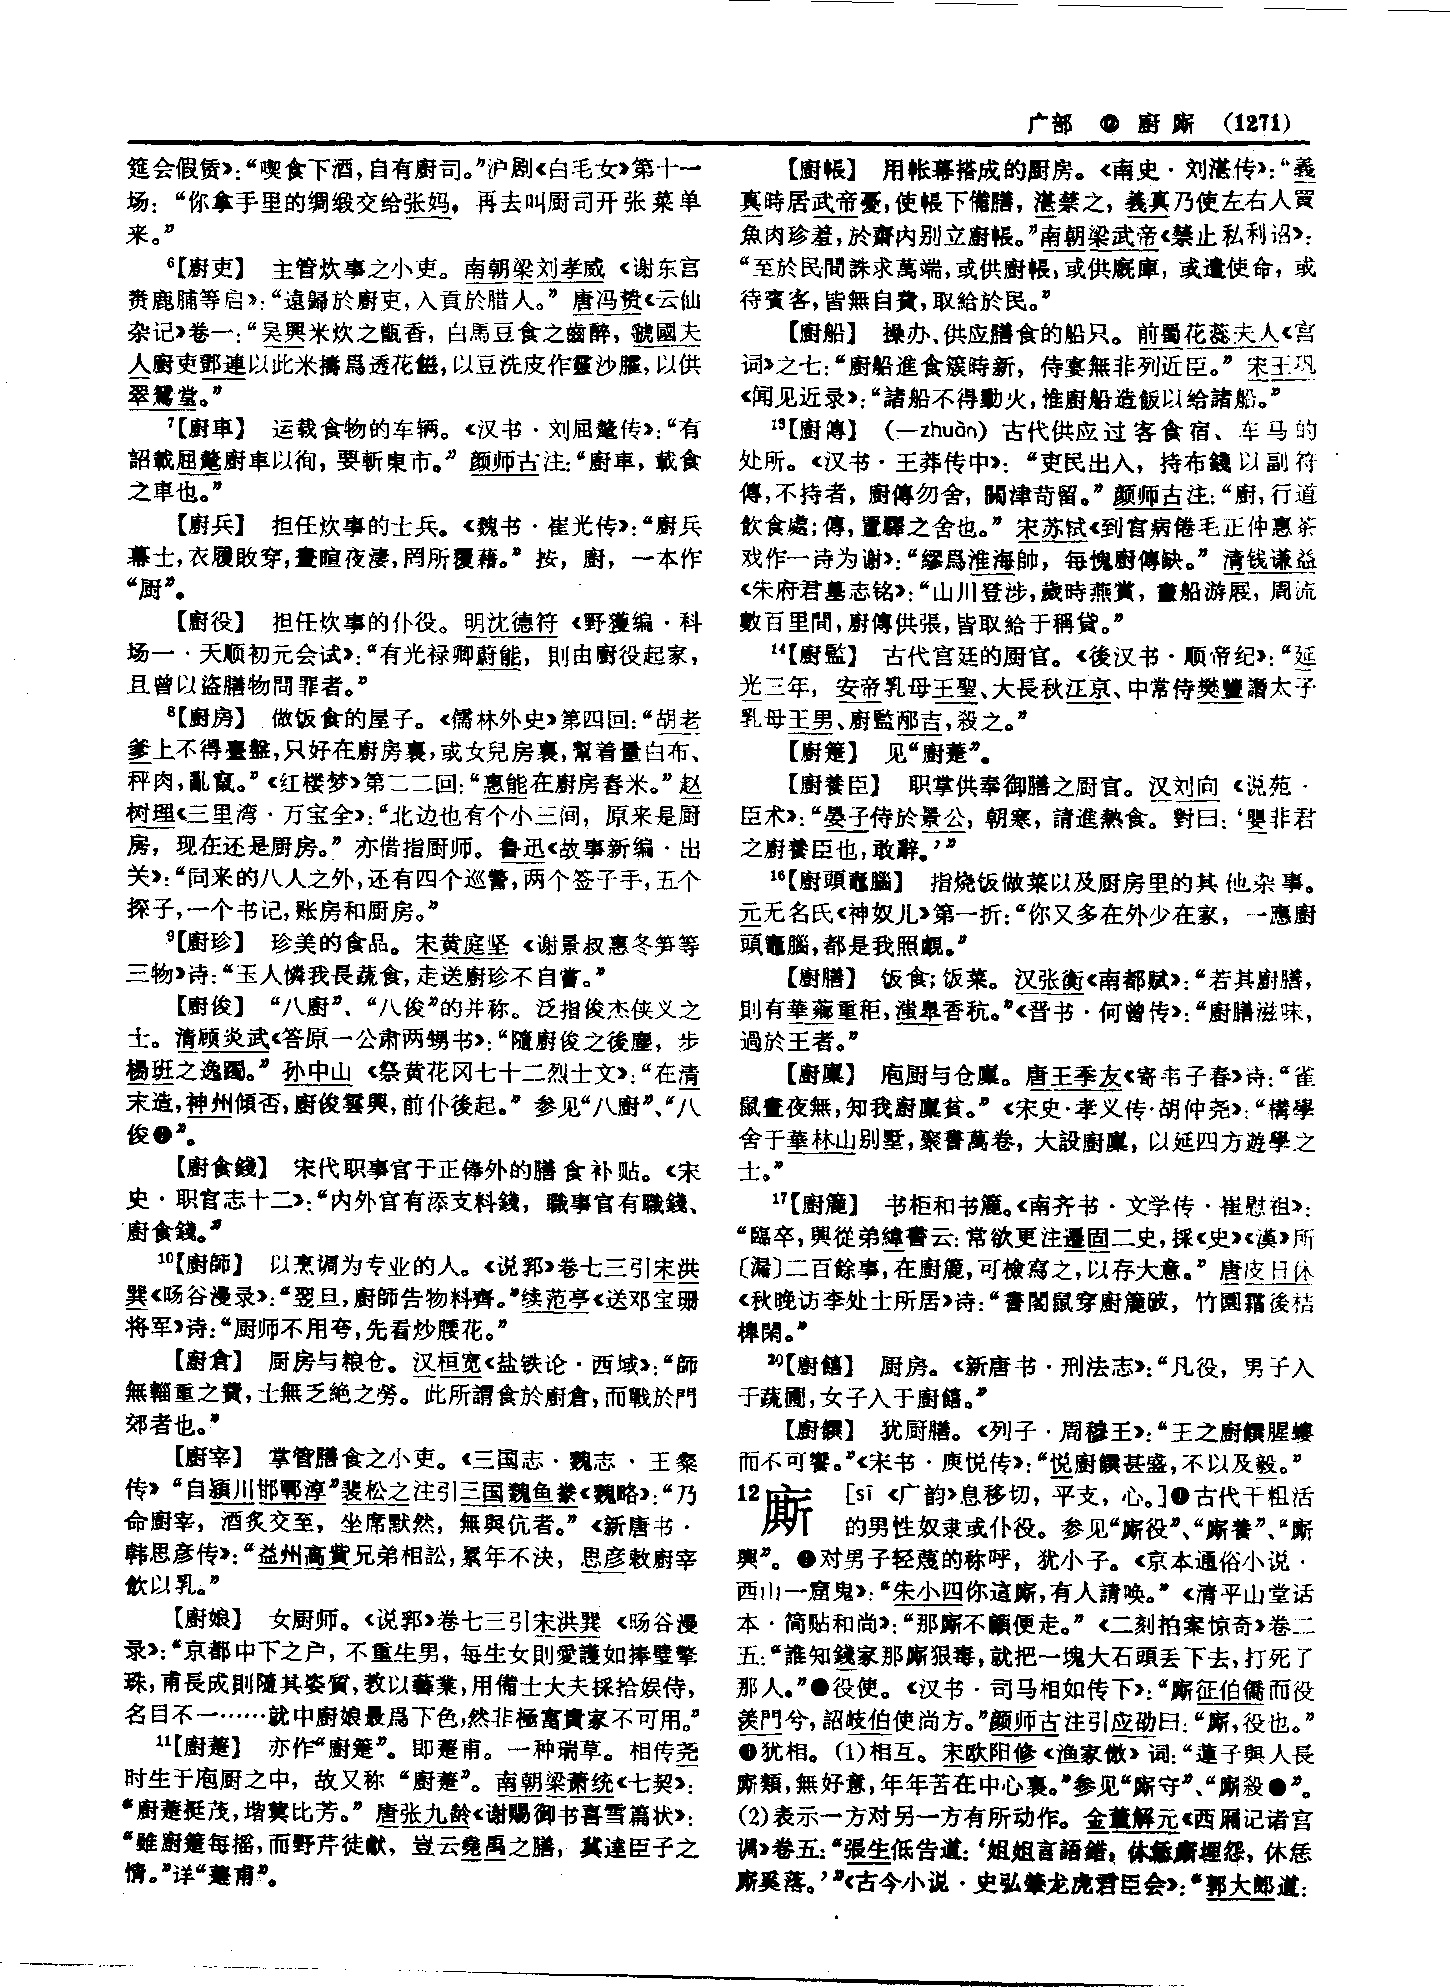 广部 ⑫ 廚廝 (1271)
筵会假赁》：“喫食下酒，自有廚司。”沪剧《白毛女》第十一
场：“你拿手里的绸缎交给张妈，再去叫厨司开张菜单
来。”
⁶【廚吏】 主管炊事之小吏。南朝梁刘孝威《谢东宫
赉鹿脯等启》：“遠歸於廚吏，入貢於腊人。”唐冯贽《云仙
杂记》卷一：“吴興米炊之甑香，白馬豆食之齒醉，虢國夫
人廚吏鄧連以此米擣爲透花餈，以豆洗皮作靈沙臛，以供
翠鴛堂。”
⁷【廚車】 运载食物的车辆。《汉书·刘屈氂传》：“有
詔載屈氂廚車以徇，要斬東市。”颜师古注：“廚車，載食
之車也。”
【廚兵】 担任炊事的士兵。《魏书·崔光传》：“廚兵
幕士，衣履敗穿，晝暄夜淒，罔所覆藉。”按，廚，一本作
“厨”。
【廚役】 担任炊事的仆役。明沈德符《野獲编·科
场一·天顺初元会试》：“有光禄卿蔚能，則由廚役起家，
且曾以盜膳物問罪者。”
⁸【廚房】 做饭食的屋子。《儒林外史》第四回：“胡老
爹上不得臺盤，只好在廚房裏，或女兒房裏，幫着量白布、
秤肉，亂竄。”《红楼梦》第二二回：“惠能在廚房舂米。”赵
树理《三里湾·万宝全》：“北边也有个小三间，原来是厨
房，现在还是厨房。”亦借指厨师。鲁迅《故事新编·出
关》：“同来的八人之外，还有四个巡警，两个签子手，五个
探子，一个书记，账房和厨房。”
⁹【廚珍】 珍美的食品。宋黄庭坚《谢景叔惠冬笋等
三物》诗：“玉人憐我長蔬食，走送廚珍不自嘗。”
【廚俊】 “八廚”、“八俊”的并称。泛指俊杰侠义之
士。清顾炎武《答原一公肃两甥书》：“隨廚俊之後塵，步
楊班之逸躅。”孙中山《祭黄花冈七十二烈士文》：“在清
末造，神州傾否，廚俊雲興，前仆後起。”参见“八廚”、“八
俊❶”。
【廚食錢】 宋代职事官于正俸外的膳食补贴。《宋
史·职官志十二》：“内外官有添支料錢，職事官有職錢、
廚食錢。”
¹⁰【廚師】 以烹调为专业的人。《说郛》卷七三引宋洪
巽《旸谷漫录》：“翌旦，廚師告物料齊。”续范亭《送邓宝珊
将军》诗：“厨师不用夸，先看炒腰花。”
【廚倉】 厨房与粮仓。汉桓宽《盐铁论·西域》：“師
無輜重之費，士無乏絶之勞。此所謂食於廚倉，而戰於門
郊者也。”
【廚宰】 掌管膳食之小吏。《三国志·魏志·王粲
传》“自潁川邯鄲淳”裴松之注引三国魏鱼豢《魏略》：“乃
命廚宰，酒炙交至，坐席默然，無與伉者。”《新唐书·
韩思彦传》：“益州高貲兄弟相訟，累年不決，思彦敕廚宰
飲以乳。”
【廚娘】 女厨师。《说郛》卷七三引宋洪巽《旸谷漫
录》：“京都中下之户，不重生男，每生女則愛護如捧璧擎
珠，甫長成則隨其姿質，教以藝業，用備士大夫採拾娱侍，
名目不一……就中廚娘最爲下色，然非極富貴家不可用。”
¹¹【廚萐】 亦作“廚箑”。即萐甫。一种瑞草。相传尧
时生于庖厨之中，故又称“廚萐”。南朝梁萧统《七契》：
“廚萐挺茂，堦蓂比芳。”唐张九龄《谢赐御书喜雪篇状》：
“雖廚箑每摇，而野芹徒獻，豈云堯禹之膳，冀達臣子之
情。”详“萐甫”。
【廚帳】 用帐幕搭成的厨房。《南史·刘湛传》：“義
真時居武帝憂，使帳下備膳，湛禁之，義真乃使左右人買
魚肉珍羞，於齋内别立廚帳。”南朝梁武帝《禁止私利诏》：
“至於民間誅求萬端，或供廚帳，或供廐庫，或遣使命，或
待賓客，皆無自費，取給於民。”
【廚船】 操办、供应膳食的船只。前蜀花蕊夫人《宫
词》之七：“廚船進食簇時新，侍宴無非列近臣。”宋王巩
《闻见近录》：“諸船不得動火，惟廚船造飯以給諸船。”
¹³【廚傳】 (—zhuàn) 古代供应过客食宿、车马的
处所。《汉书·王莽传中》：“吏民出入，持布錢以副符
傳，不持者，廚傳勿舍，關津苛留。”颜师古注：“廚，行道
飲食處；傳，置驛之舍也。”宋苏轼《到官病倦毛正仲惠茶
戏作一诗为谢》：“繆爲淮海帥，每愧廚傳缺。”清钱谦益
《朱府君墓志铭》：“山川登涉，歲時燕賞，畫船游展，周流
數百里間，廚傳供張，皆取給于稱貸。”
¹⁴【廚監】 古代宫廷的厨官。《後汉书·顺帝纪》：“延
光三年，安帝乳母王聖、大長秋江京、中常侍樊豐譖太子
乳母王男、廚監邴吉，殺之。”
【廚箑】 见“廚萐”。
【廚養臣】 职掌供奉御膳之厨官。汉刘向《说苑·
臣术》：“晏子侍於景公，朝寒，請進熱食。對曰：‘嬰非君
之廚養臣也，敢辭。’”
¹⁶【廚頭竈腦】 指烧饭做菜以及厨房里的其他杂事。
元无名氏《神奴儿》第一折：“你又多在外少在家，一應廚
頭竈腦，都是我照覷。”
【廚膳】 饭食；饭菜。汉张衡《南都赋》：“若其廚膳，
則有華薌重秬，滍皋香秔。”《晋书·何曾传》：“廚膳滋味，
過於王者。”
【廚廩】 庖厨与仓廪。唐王季友《寄韦子春》诗：“雀
鼠晝夜無，知我廚廩貧。”《宋史·孝义传·胡仲尧》：“構學
舍于華林山别墅，聚書萬卷，大設廚廩，以延四方遊學之
士。”
¹⁷【廚簏】 书柜和书簏。《南齐书·文学传·崔慰祖》：
“臨卒，與從弟緯書云：常欲更注遷固二史，採《史》《漢》所
〔漏〕二百餘事，在廚簏，可檢寫之，以存大意。”唐皮日休
《秋晚访李处士所居》诗：“書閣鼠穿廚簏破，竹園霜後桔
橰閑。”
²⁰【廚饎】 厨房。《新唐书·刑法志》：“凡役，男子入
于蔬圃，女子入于廚饎。”
【廚饌】 犹厨膳。《列子·周穆王》：“王之廚饌腥螻
而不可饗。”《宋书·庾悦传》：“悦廚饌甚盛，不以及毅。”
12廝 [sī《广韵》息移切，平支，心。]❶古代干粗活
的男性奴隶或仆役。参见“廝役”、“廝養”、“廝
輿”。❷对男子轻蔑的称呼，犹小子。《京本通俗小说·
西山一窟鬼》：“朱小四你這廝，有人請唤。”《清平山堂话
本·简贴和尚》：“那廝不顧便走。”《二刻拍案惊奇》卷二
五：“誰知錢家那廝狠毒，就把一塊大石頭丢下去，打死了
那人。”❸役使。《汉书·司马相如传下》：“廝征伯僑而役
羨門兮，詔岐伯使尚方。”颜师古注引应劭曰：“廝，役也。”
❹犹相。(1)相互。宋欧阳修《渔家傲》词：“蓮子與人長
廝類，無好意，年年苦在中心裏。”参见“廝守”、“廝殺❶”。
(2)表示一方对另一方有所动作。金董解元《西厢记诸宫
调》卷五：“張生低告道：‘姐姐言語錯，休恁廝埋怨，休恁
廝奚落。’”《古今小说·史弘肇龙虎君臣会》：“郭大郎道：